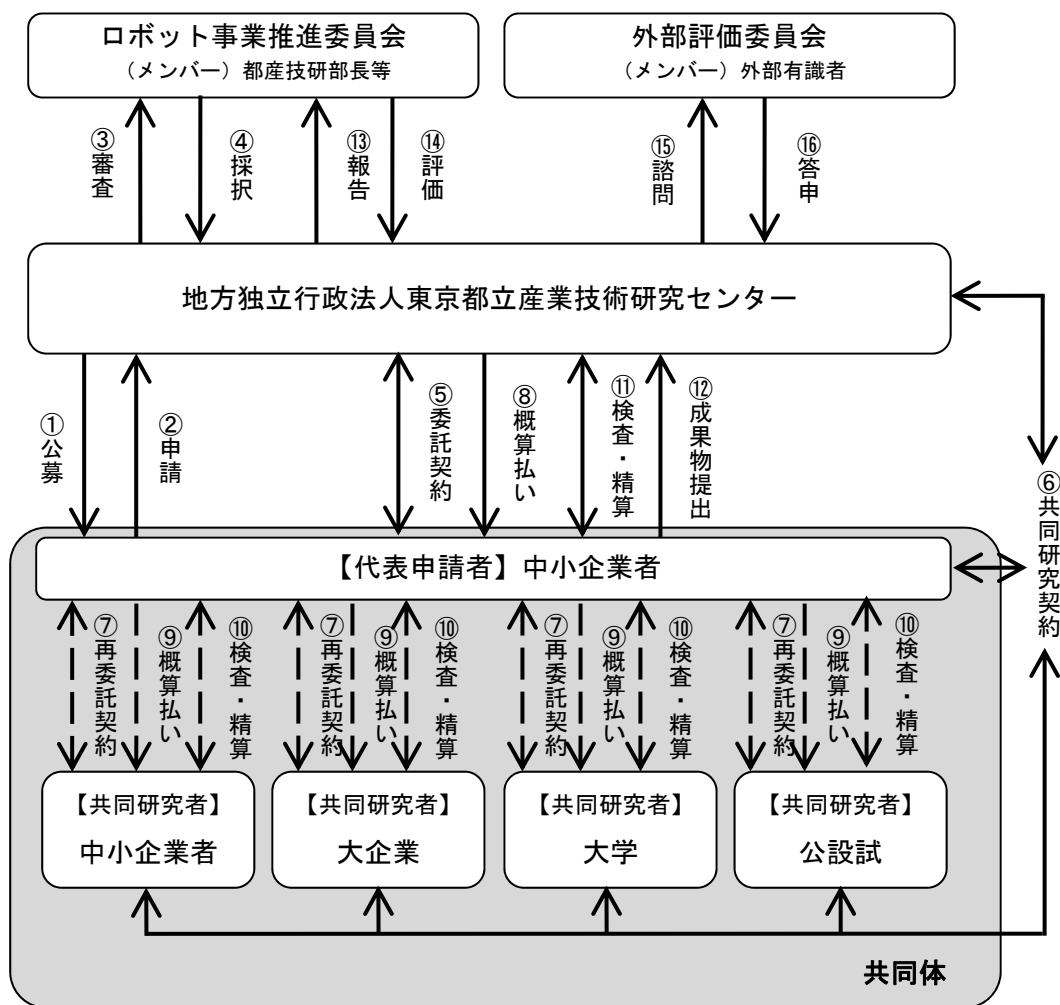 ロボット事業推進委員会
（メンバー）都産技研部長等
外部評価委員会
（メンバー）外部有識者
③審査
④採択
⑬報告
⑭評価
⑮諮問
⑯答申
地方独立行政法人東京都立産業技術研究センター
①公募
②申請
⑤委託契約
⑧概算払い
⑪検査・精算
⑫成果物提出
⑥共同研究契約
【代表申請者】中小企業者
⑦再委託契約
⑨概算払い
⑩検査・精算
⑦再委託契約
⑨概算払い
⑩検査・精算
⑦再委託契約
⑨概算払い
⑩検査・精算
⑦再委託契約
⑨概算払い
⑩検査・精算
【共同研究者】
中小企業者
【共同研究者】
大企業
【共同研究者】
大学
【共同研究者】
公設試
共同体